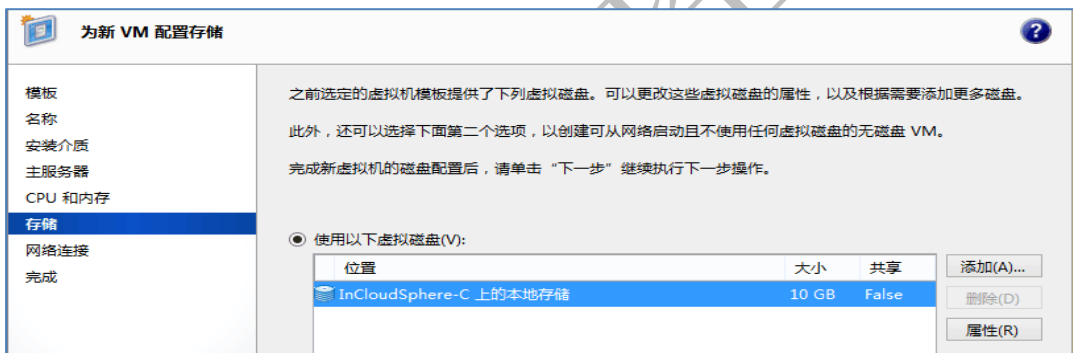 为新 VM 配置存储
?
模板
名称
安装介质
主服务器
CPU 和内存
存储
网络连接
完成
之前选定的虚拟机模板提供了下列虚拟磁盘。可以更改这些虚拟磁盘的属性，以及根据需要添加更多磁盘。
此外，还可以选择下面第二个选项，以创建可从网络启动且不使用任何虚拟磁盘的无磁盘 VM。
完成新虚拟机的磁盘配置后，请单击“下一步”继续执行下一步操作。
使用以下虚拟磁盘(V):
位置 大小 共享
InCloudSphere-C 上的本地存储 10 GB False
添加(A)...
删除(D)
属性(R)